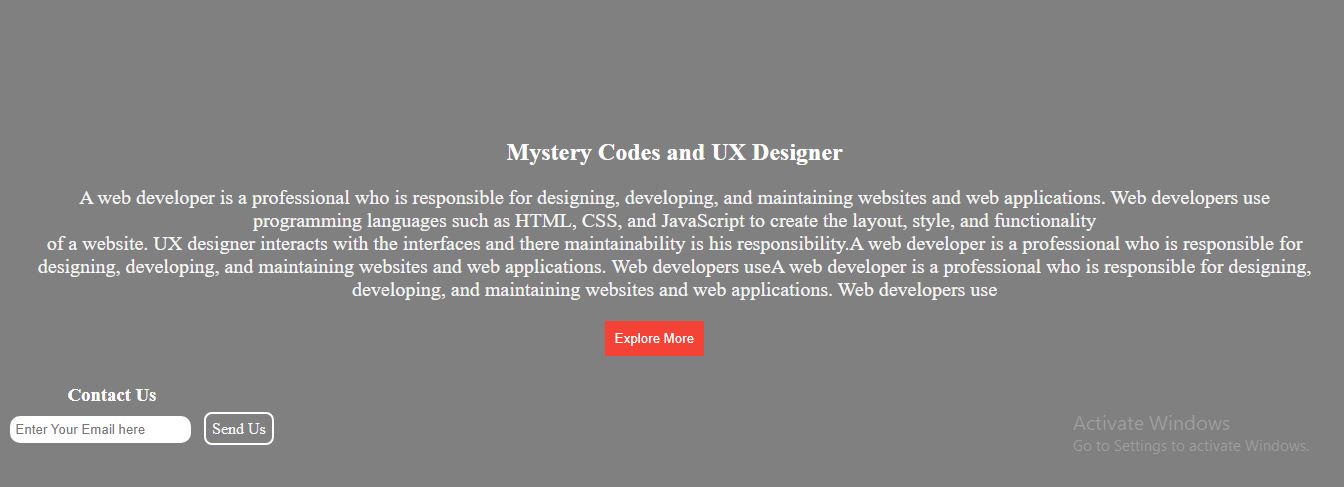 Mystery Codes and UX Designer
A web developer is a professional who is responsible for designing, developing, and maintaining websites and web applications. Web developers use
programming languages such as HTML, CSS, and JavaScript to create the layout, style, and functionality
of a website. UX designer interacts with the interfaces and there maintainability is his responsibility.A web developer is a professional who is responsible for
designing, developing, and maintaining websites and web applications. Web developers useA web developer is a professional who is responsible for designing,
developing, and maintaining websites and web applications. Web developers use
Explore More
Contact Us
Enter Your Email here
Send Us
Activate Windows
Go to Settings to activate Windows.